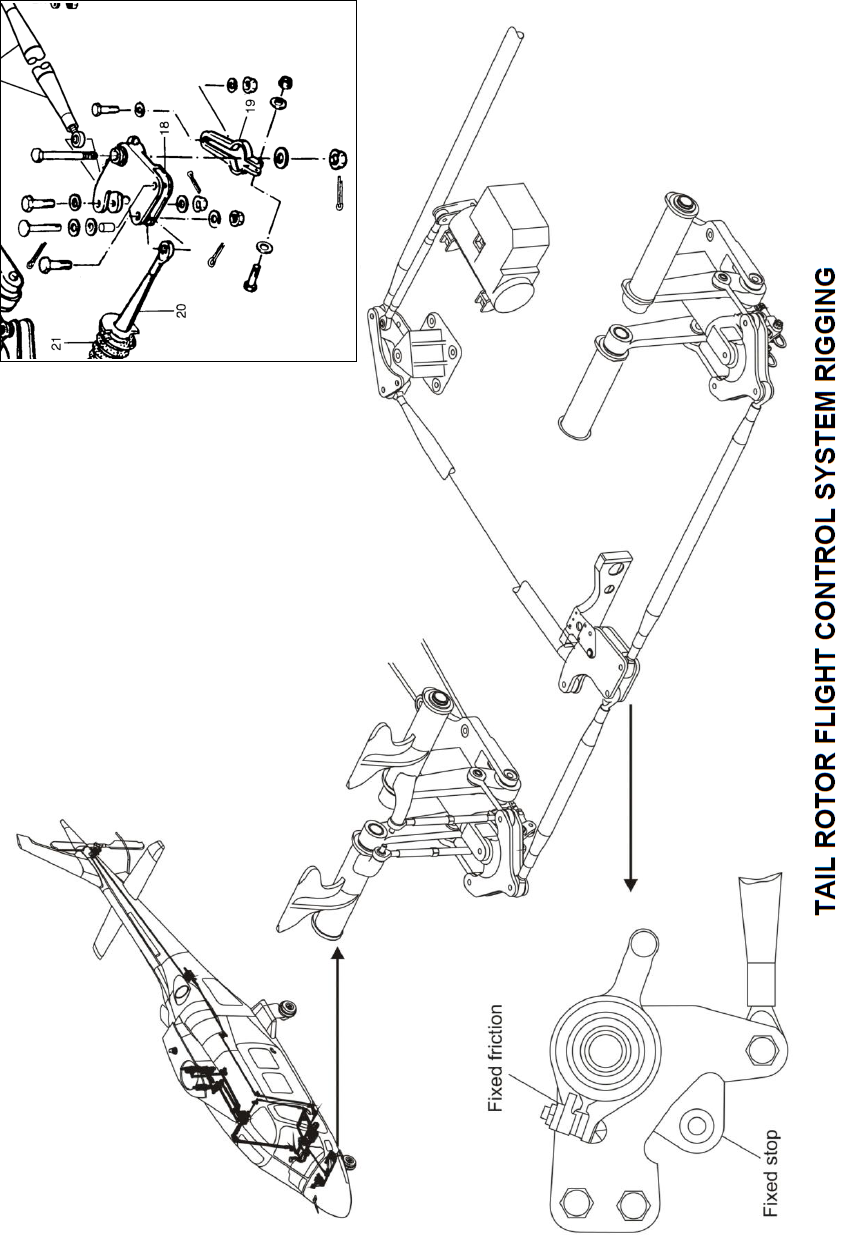 18
19
20
21
Fixed friction
Fixed stop
TAIL ROTOR FLIGHT CONTROL SYSTEM RIGGING